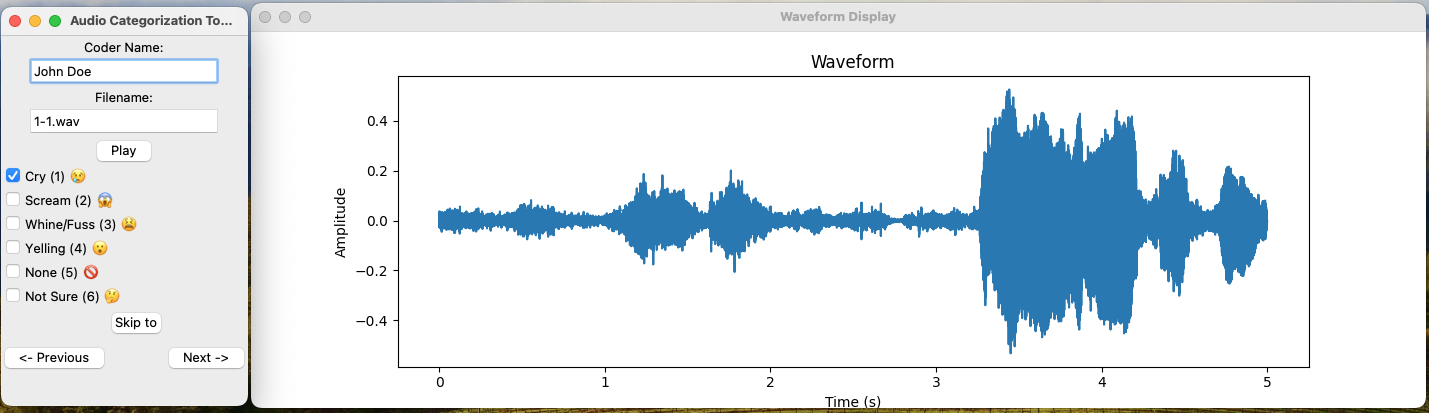 Audio Categorization To...
Coder Name:
John Doe
Filename:
1-1.wav
Play
Cry (1) 😢
Scream (2) 😱
Whine/Fuss (3) 😫
Yelling (4) 😮
None (5) 🚫
Not Sure (6) 🤔
Skip to
<- Previous
Next ->
Waveform Display
Waveform
Amplitude
0.4
0.2
0.0
−0.2
−0.4
0 1 2 3 4 5
Time (s)